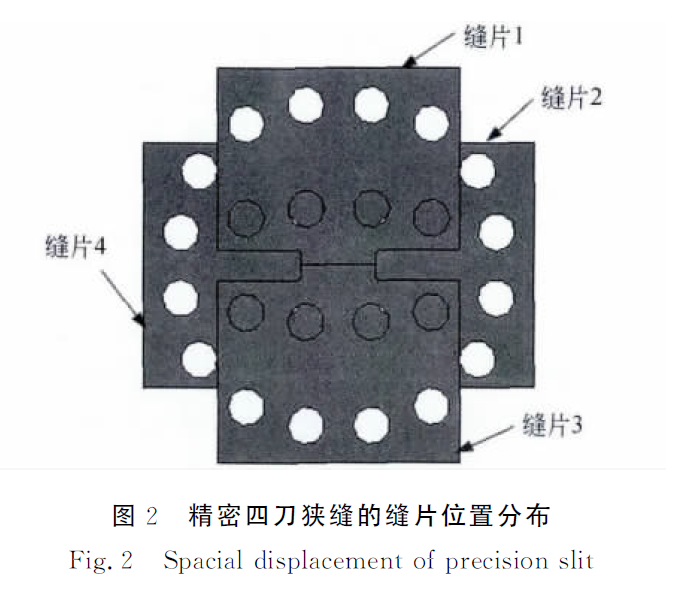 缝片1
缝片2
缝片4
缝片3
图 2 精密四刀狭缝的缝片位置分布
Fig. 2 Spacial displacement of precision slit